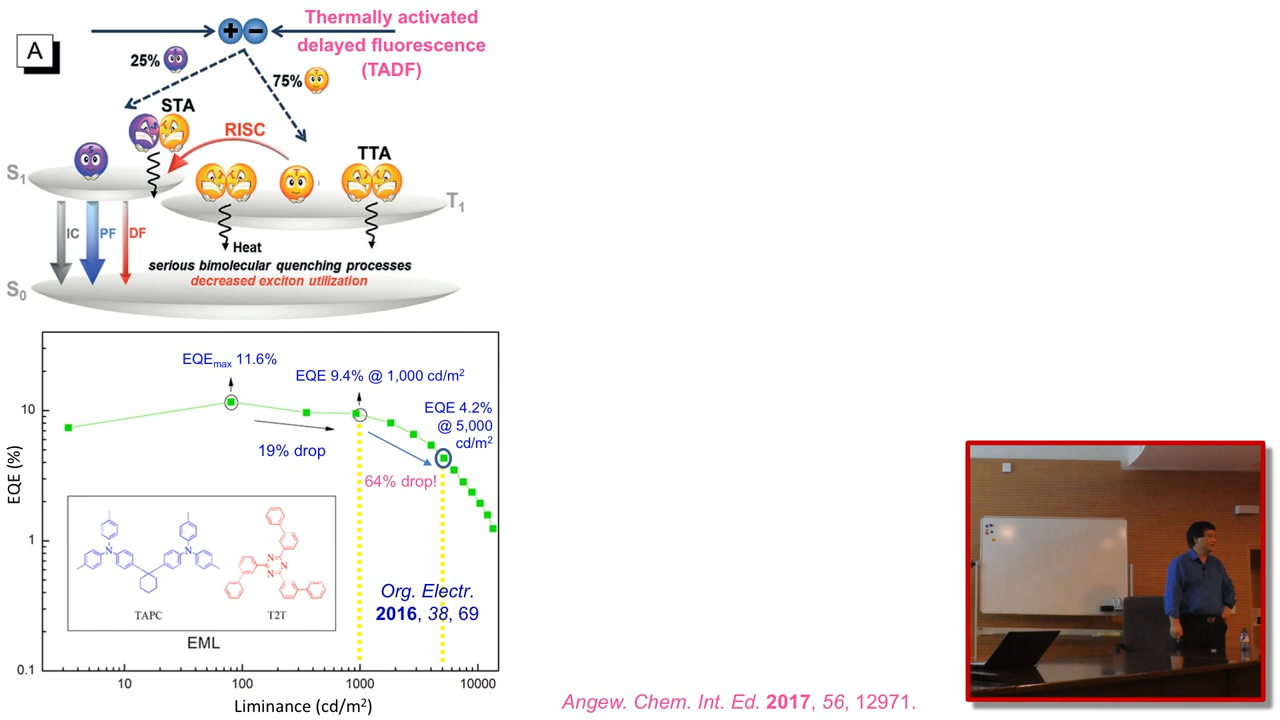 A
Thermally activated
delayed fluorescence
(TADF)
+ −
25%
75%
STA
RISC
TTA
S1
T1
IC
PF
DF
Heat
serious bimolecular quenching processes
decreased exciton utilization
S0
EQEmax 11.6%
EQE 9.4% @ 1,000 cd/m2
EQE 4.2%
@ 5,000
cd/m2
19% drop
64% drop!
EQE (%)
10
1
0.1
N
N
N
N
N
TAPC
T2T
EML
Org. Electr.
2016, 38, 69
10
100
1000
10000
Liminance (cd/m2)
Angew. Chem. Int. Ed. 2017, 56, 12971.